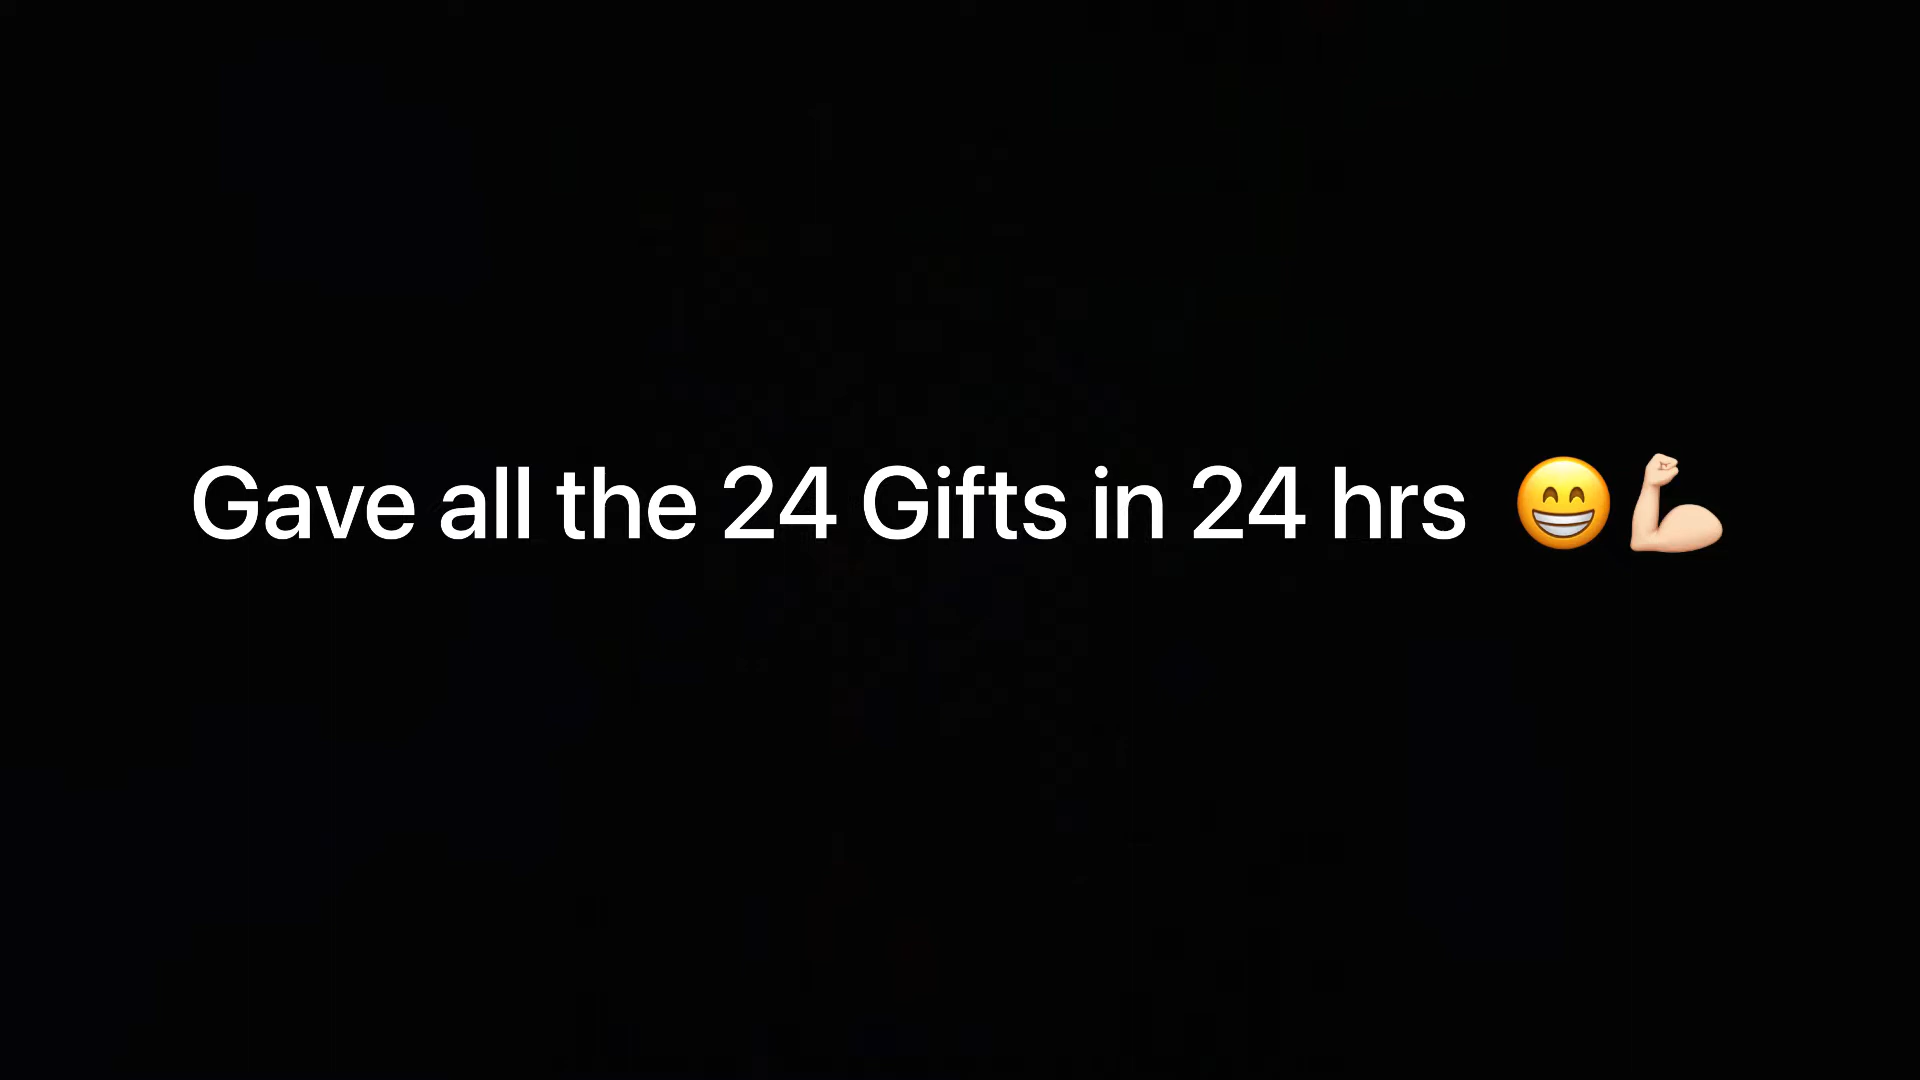 Gave all the 24 Gifts in 24 hrs 😁💪🏻